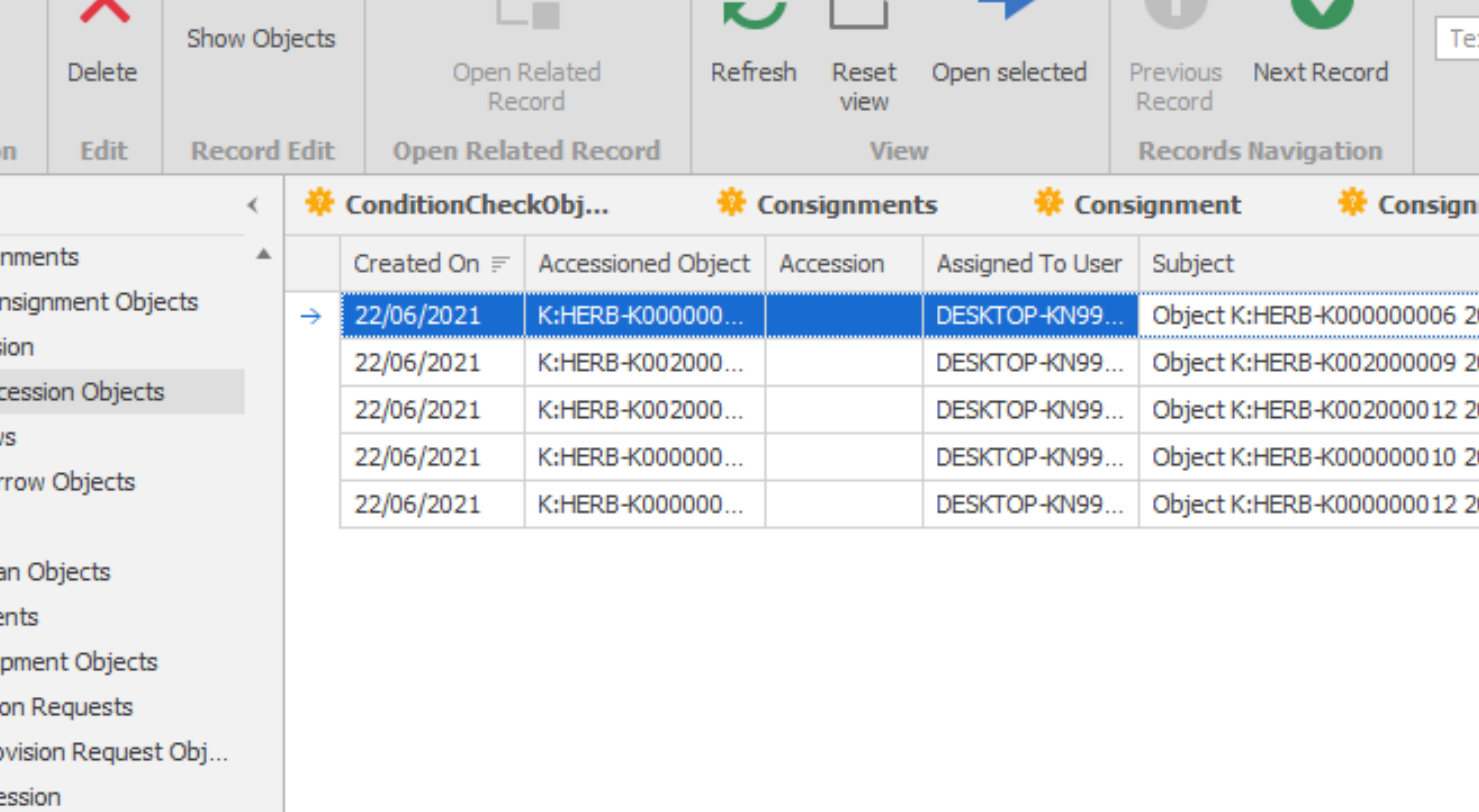 Show Objects
Delete
Open Related
Record
Refresh
Reset
view
Open selected
Previous
Record
Next Record
Edit
Record Edit
Open Related Record
View
Records Navigation
ConditionCheckObj... Consignments Consignment Consign
Created On Accessioned Object Accession Assigned To User Subject
22/06/2021 K:HERB-K000000... DESKTOP-KN99... Object K:HERB-K000000006 2
22/06/2021 K:HERB-K002000... DESKTOP-KN99... Object K:HERB-K002000009 2
22/06/2021 K:HERB-K002000... DESKTOP-KN99... Object K:HERB-K002000012 2
22/06/2021 K:HERB-K000000... DESKTOP-KN99... Object K:HERB-K000000010 2
22/06/2021 K:HERB-K000000... DESKTOP-KN99... Object K:HERB-K000000012 2
nments
nsignment Objects
sion
cession Objects
ws
rrow Objects
an Objects
ents
pment Objects
on Requests
ovision Request Obj...
ession